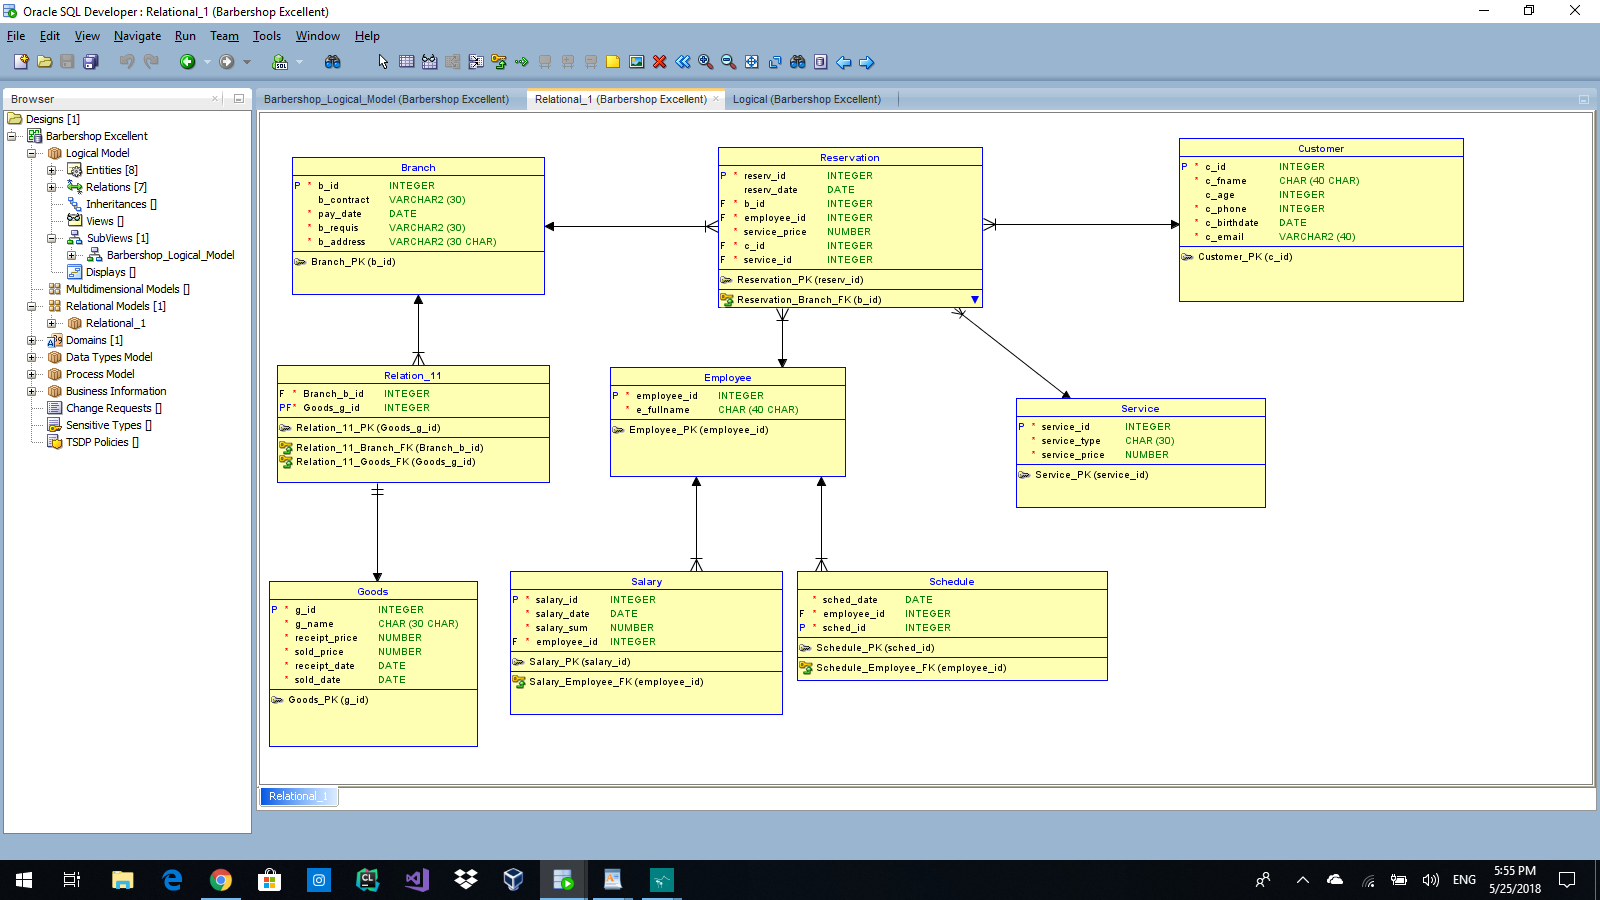 Oracle SQL Developer : Relational_1 (Barbershop Excellent)
File Edit View Navigate Run Team Tools Window Help
Browser
Designs [1]
Barbershop Excellent
Logical Model
Entities [8]
Relations [7]
Inheritances []
Views []
SubViews [1]
Barbershop_Logical_Model
Displays []
Multidimensional Models []
Relational Models [1]
Relational_1
Domains [1]
Data Types Model
Process Model
Business Information
Change Requests []
Sensitive Types []
TSDP Policies []
Barbershop_Logical_Model (Barbershop Excellent)
Relational_1 (Barbershop Excellent)
Logical (Barbershop Excellent)
Branch
P * b_id INTEGER
b_contract VARCHAR2 (30)
* pay_date DATE
* b_requis VARCHAR2 (30)
* b_address VARCHAR2 (30 CHAR)
Branch_PK (b_id)
Reservation
P * reserv_id INTEGER
reserv_date DATE
F * b_id INTEGER
F * employee_id INTEGER
* service_price NUMBER
F * c_id INTEGER
F * service_id INTEGER
Reservation_PK (reserv_id)
Reservation_Branch_FK (b_id)
Customer
P * c_id INTEGER
* c_fname CHAR (40 CHAR)
* c_age INTEGER
* c_phone INTEGER
* c_birthdate DATE
* c_email VARCHAR2 (40)
Customer_PK (c_id)
Relation_11
F * Branch_b_id INTEGER
PF* Goods_g_id INTEGER
Relation_11_PK (Goods_g_id)
Relation_11_Branch_FK (Branch_b_id)
Relation_11_Goods_FK (Goods_g_id)
Employee
P * employee_id INTEGER
* e_fullname CHAR (40 CHAR)
Employee_PK (employee_id)
Service
P * service_id INTEGER
* service_type CHAR (30)
* service_price NUMBER
Service_PK (service_id)
Goods
P * g_id INTEGER
* g_name CHAR (30 CHAR)
* receipt_price NUMBER
* sold_price NUMBER
* receipt_date DATE
* sold_date DATE
Goods_PK (g_id)
Salary
P * salary_id INTEGER
* salary_date DATE
* salary_sum NUMBER
F * employee_id INTEGER
Salary_PK (salary_id)
Salary_Employee_FK (employee_id)
Schedule
* sched_date DATE
F * employee_id INTEGER
P * sched_id INTEGER
Schedule_PK (sched_id)
Schedule_Employee_FK (employee_id)
Relational_1
ENG
5:55 PM
5/25/2018